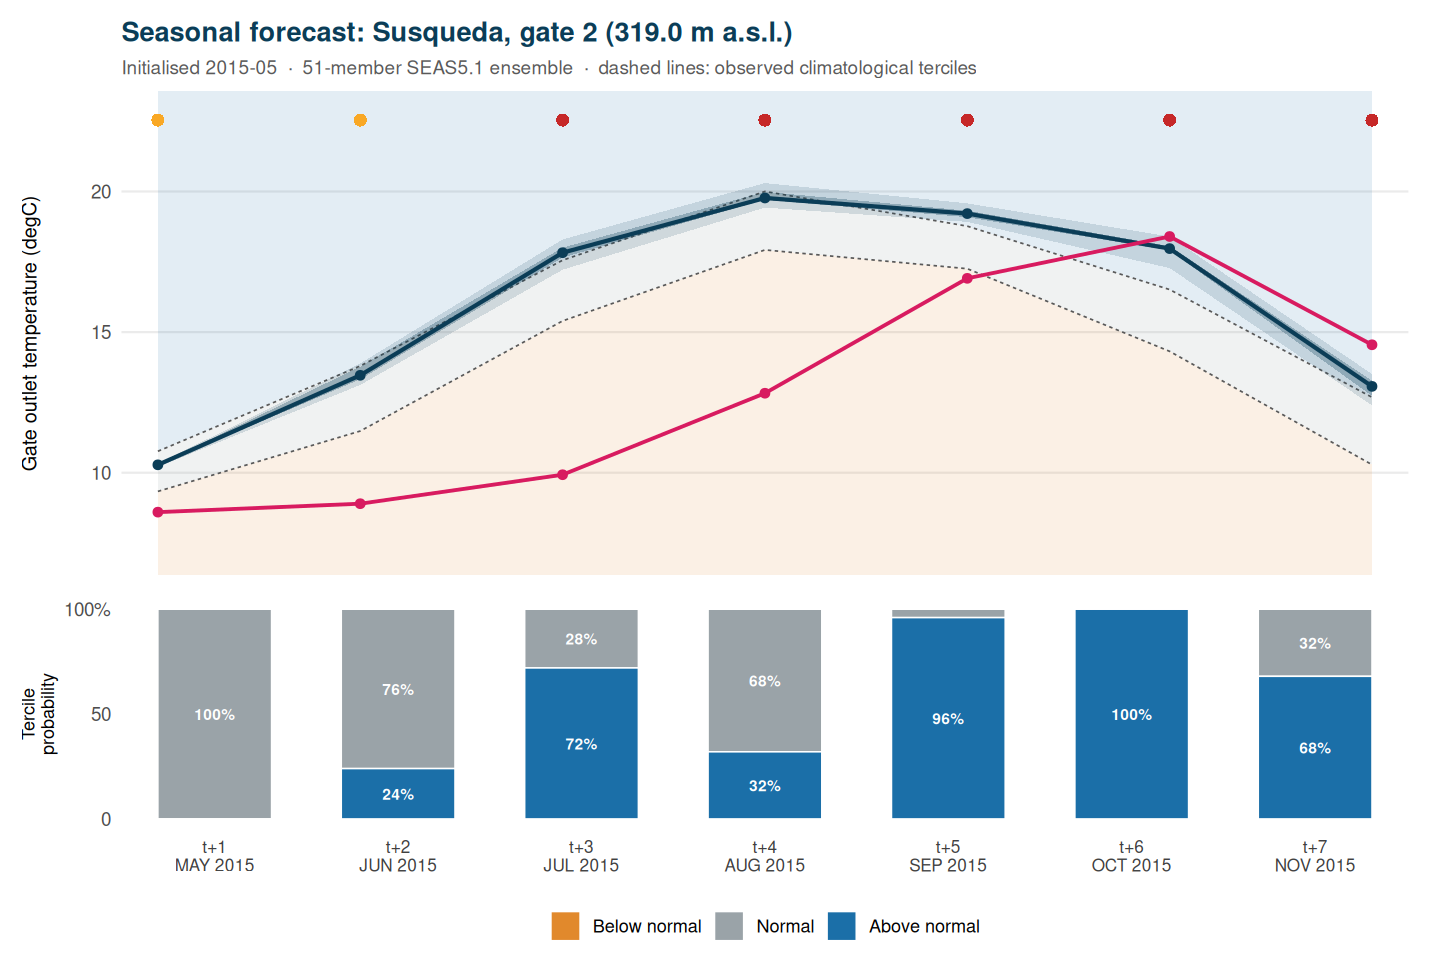 Seasonal forecast: Susqueda, gate 2 (319.0 m a.s.l.)
Initialised 2015-05 · 51-member SEAS5.1 ensemble · dashed lines: observed climatological terciles
Gate outlet temperature (degC)
20
15
10
Tercile
probability
100%
50
0
100%
76%
24%
28%
72%
68%
32%
96%
100%
32%
68%
t+1
MAY 2015
t+2
JUN 2015
t+3
JUL 2015
t+4
AUG 2015
t+5
SEP 2015
t+6
OCT 2015
t+7
NOV 2015
Below normal
Normal
Above normal